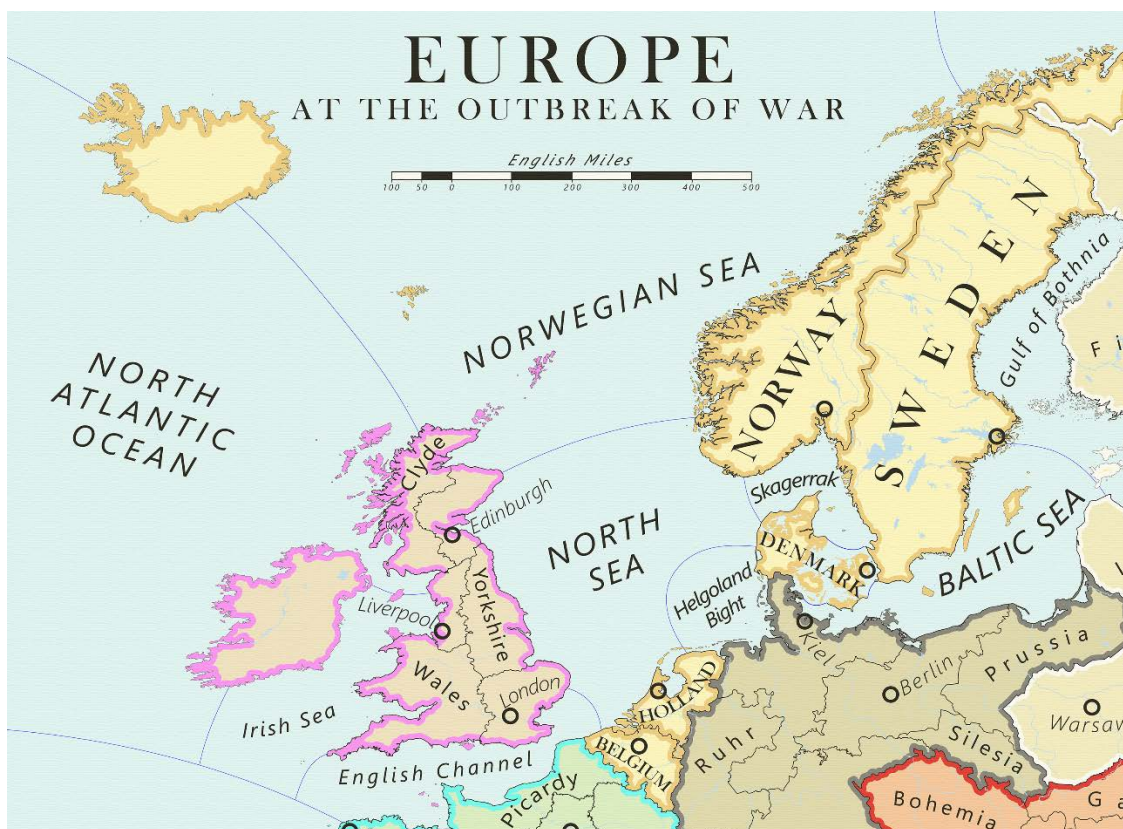 EUROPE
AT THE OUTBREAK OF WAR
English Miles
100 50 0 100 200 300 400 500
NORWEGIAN SEA
NORTH
ATLANTIC
OCEAN
NORWAY
SWEDEN
Gulf of Bothnia
Fi
Clyde
Edinburgh
Skagerrak
NORTH
SEA
DENMARK
BALTIC SEA
Helgoland
Bight
Liverpool
Yorkshire
Kiel
Prussia
Wales
London
HOLLAND
Berlin
Irish Sea
Warsaw
BELGIUM
Ruhr
Silesia
English Channel
Picardy
Bohemia
Ga